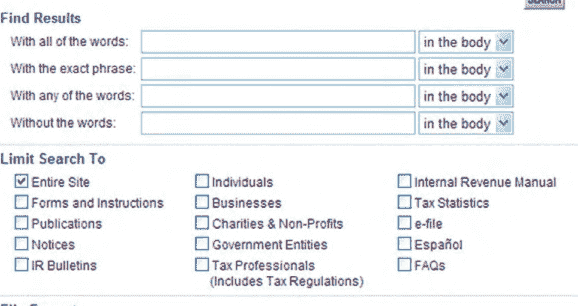 SEARCH
Find Results
With all of the words: in the body
With the exact phrase: in the body
With any of the words: in the body
Without the words: in the body
Limit Search To
Entire Site Individuals Internal Revenue Manual
Forms and Instructions Businesses Tax Statistics
Publications Charities & Non-Profits e-file
Notices Government Entities Español
IR Bulletins Tax Professionals FAQs
(Includes Tax Regulations)